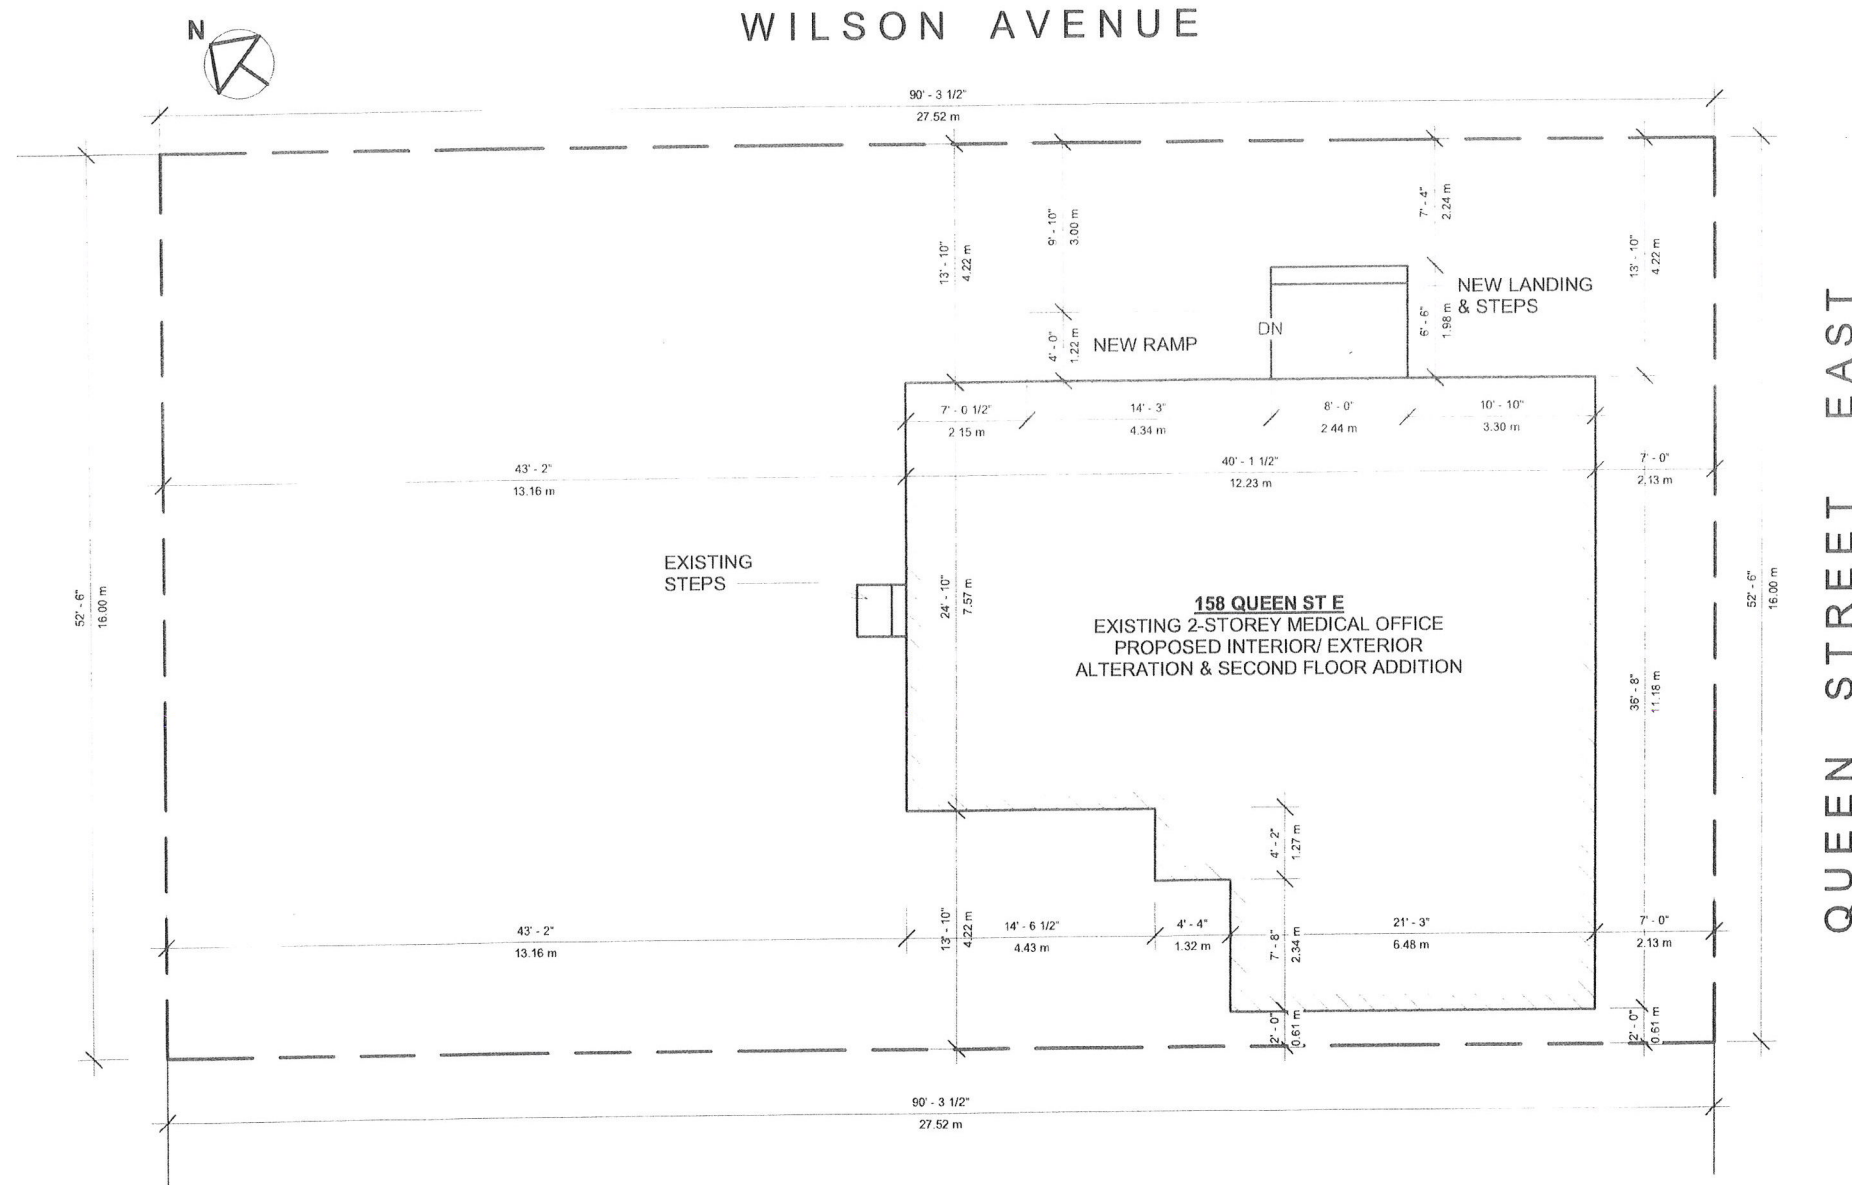 WILSON AVENUE
N
90' - 3 1/2"
27.52 m
52' - 6"
16.00 m
13' - 10"
4.22 m
9' - 10"
3.00 m
4' - 0"
1.22 m
7' - 4"
2.24 m
6' - 6"
1.98 m
13' - 10"
4.22 m
NEW LANDING
& STEPS
DN
NEW RAMP
7' - 0 1/2"
2.15 m
14' - 3"
4.34 m
8' - 0"
2.44 m
10' - 10"
3.30 m
43' - 2"
13.16 m
40' - 1 1/2"
12.23 m
7' - 0"
2.13 m
EXISTING
STEPS
24' - 10"
7.57 m
158 QUEEN ST E
EXISTING 2-STOREY MEDICAL OFFICE
PROPOSED INTERIOR/ EXTERIOR
ALTERATION & SECOND FLOOR ADDITION
36' - 8"
11.18 m
52' - 6"
16.00 m
QUEEN STREET EAST
4' - 2"
1.27 m
43' - 2"
13.16 m
13' - 10"
4.22 m
14' - 6 1/2"
4.43 m
4' - 4"
1.32 m
7' - 8"
2.34 m
21' - 3"
6.48 m
7' - 0"
2.13 m
2' - 0"
0.61 m
2' - 0"
0.61 m
90' - 3 1/2"
27.52 m